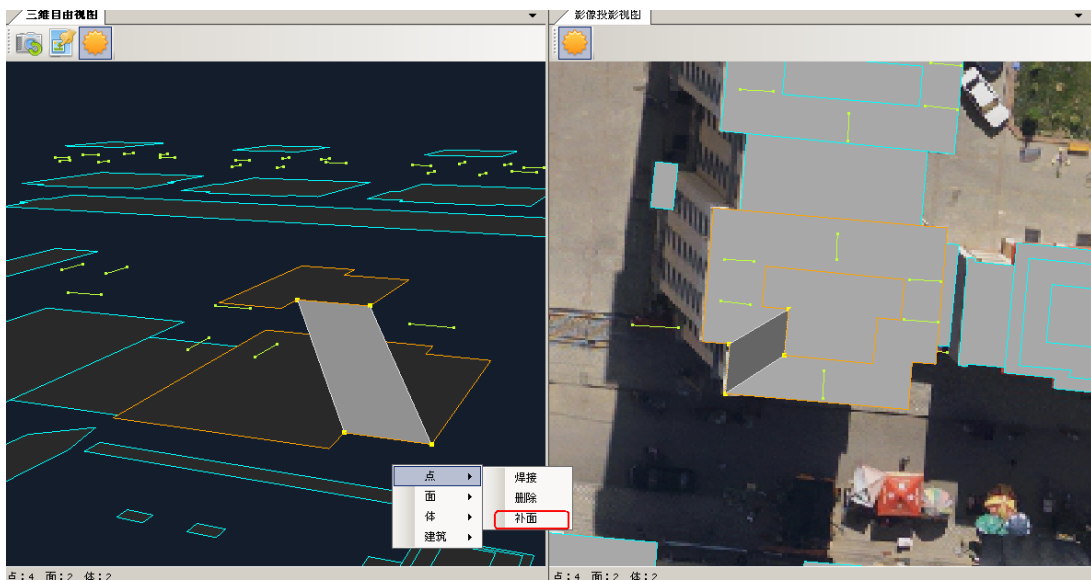 三维自由视图
影像投影视图
点
面
体
建筑
焊接
删除
补面
点:4 面:2 体:2
点:4 面:2 体:2